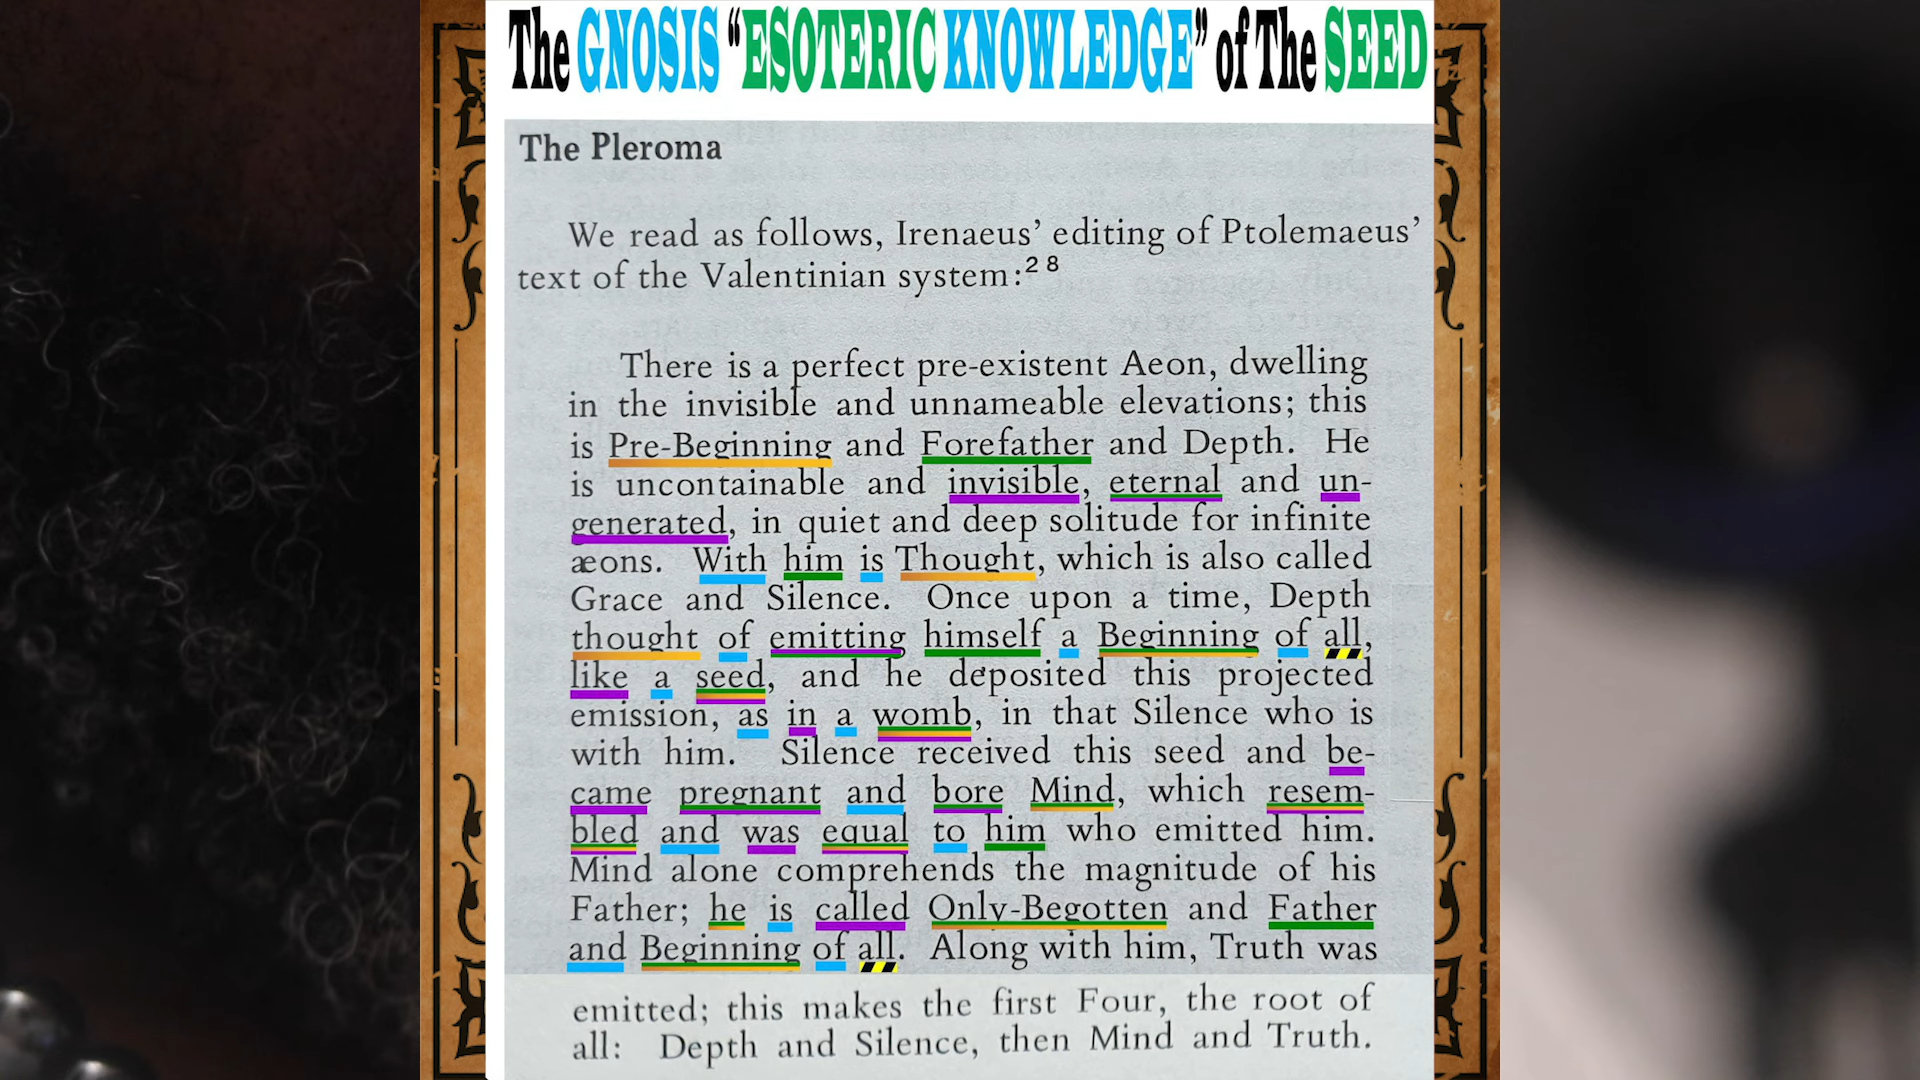 The GNOSIS “ESOTERIC KNOWLEDGE” of The SEED
The Pleroma
We read as follows, Irenaeus’ editing of Ptolemaeus’
text of the Valentinian system:28
There is a perfect pre-existent Aeon, dwelling
in the invisible and unnameable elevations; this
is Pre-Beginning and Forefather and Depth. He
is uncontainable and invisible, eternal and un-
generated, in quiet and deep solitude for infinite
æons. With him is Thought, which is also called
Grace and Silence. Once upon a time, Depth
thought of emitting himself a Beginning of all,
like a seed, and he deposited this projected
emission, as in a womb, in that Silence who is
with him. Silence received this seed and be-
came pregnant and bore Mind, which resem-
bled and was equal to him who emitted him.
Mind alone comprehends the magnitude of his
Father; he is called Only-Begotten and Father
and Beginning of all. Along with him, Truth was
emitted; this makes the first Four, the root of
all: Depth and Silence, then Mind and Truth.